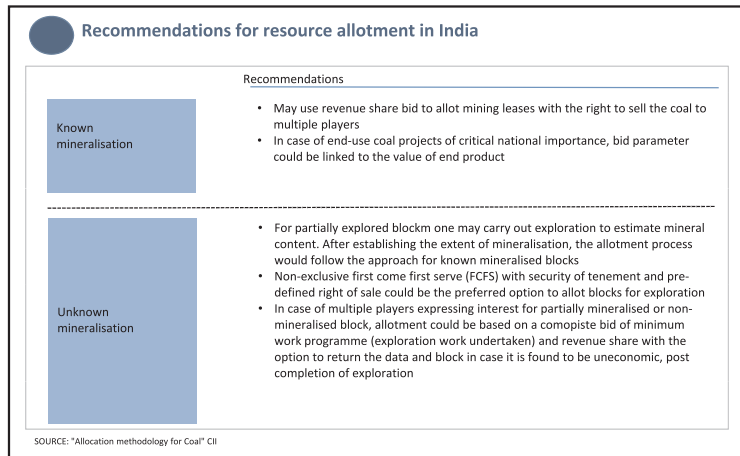 Recommendations for resource allotment in India
Recommendations
Known
mineralisation
• May use revenue share bid to allot mining leases with the right to sell the coal to
multiple players
• In case of end-use coal projects of critical national importance, bid parameter
could be linked to the value of end product
Unknown
mineralisation
• For partially explored blockm one may carry out exploration to estimate mineral
content. After establishing the extent of mineralisation, the allotment process
would follow the approach for known mineralised blocks
• Non-exclusive first come first serve (FCFS) with security of tenement and pre-
defined right of sale could be the preferred option to allot blocks for exploration
• In case of multiple players expressing interest for partially mineralised or non-
mineralised block, allotment could be based on a comopiste bid of minimum
work programme (exploration work undertaken) and revenue share with the
option to return the data and block in case it is found to be uneconomic, post
completion of exploration
SOURCE: "Allocation methodology for Coal" CII